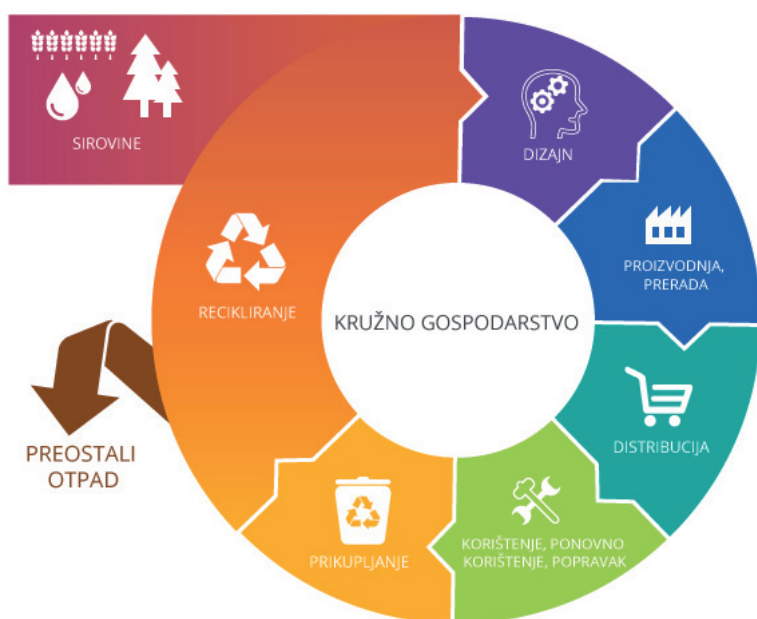 SIROVINE
DIZAJN
PROIZVODNJA,
PRERADA
DISTRIBUCIJA
KORIŠTENJE, PONOVNO
KORIŠTENJE, POPRAVAK
PRIKUPLJANJE
RECIKLIRANJE
PREOSTALI
OTPAD
KRUŽNO GOSPODARSTVO